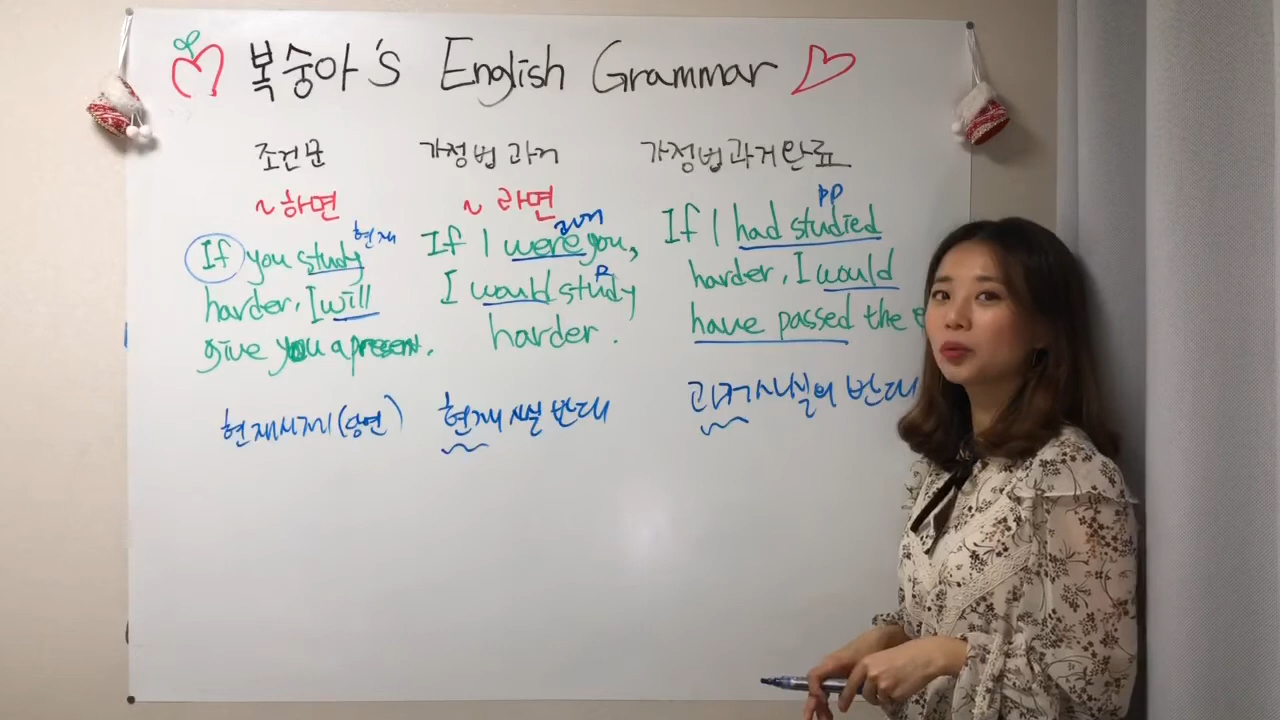 복숭아's English Grammar
조건문
~하면
If you study
현재
harder, I will
give you a present.
현재시제(당연)
가정법 과거
~라면
과거
If I were you,
I would study
R
harder.
현재 사실 반대
가정법과거완료
pp
If I had studied
harder, I would
have passed the
과거사실의 반대